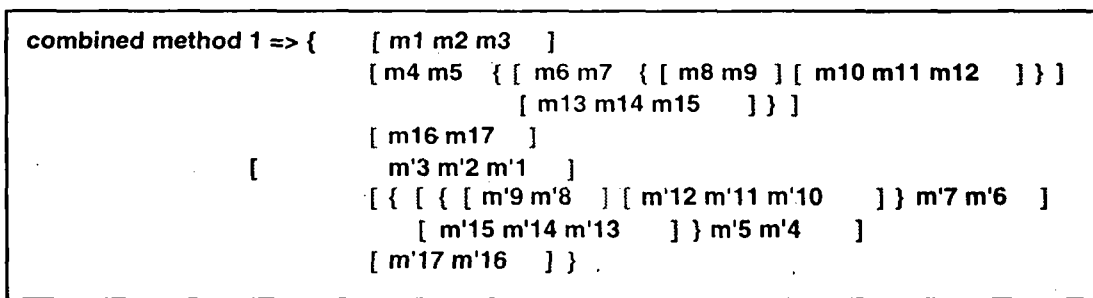 combined method 1 => { [ m1 m2 m3 ]
[ m4 m5 { [ m6 m7 { [ m8 m9 ] [ m10 m11 m12 ] } ]
[ m13 m14 m15 ] } ]
[ m16 m17 ]
[ m'3 m'2 m'1 ]
[ { [ { [ m'9 m'8 ] [ m'12 m'11 m'10 ] } m'7 m'6 ]
[ m'15 m'14 m'13 ] } m'5 m'4 ]
[ m'17 m'16 ] }